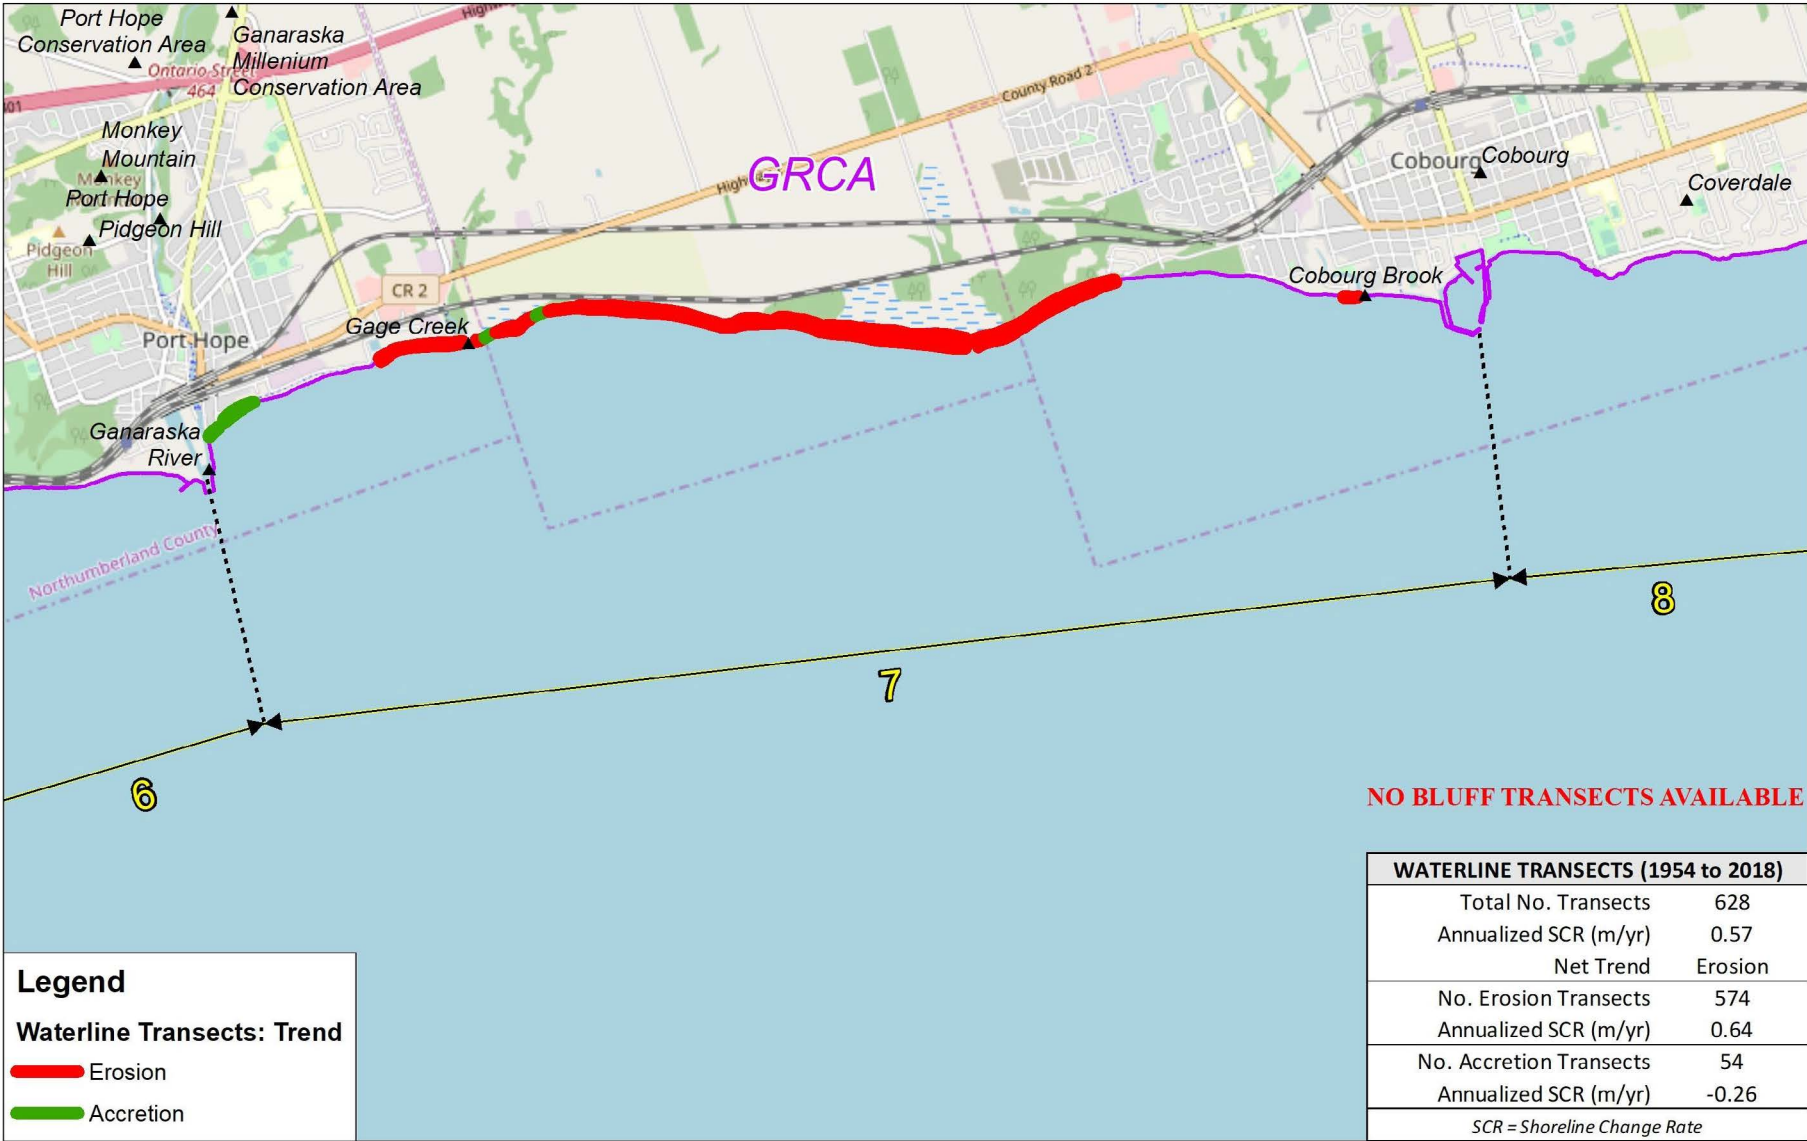 Port Hope
Conservation Area
Ganaraska
Millenium
Conservation Area
Ontario Street
464
401
County Road 2
GRCA
Monkey
Mountain
Port Hope
Pidgeon Hill
Pidgeon
Hill
CR 2
Gage Creek
Port Hope
Ganaraska
River
Cobourg
Cobourg
Coverdale
Cobourg Brook
Northumberland County
6
7
8
NO BLUFF TRANSECTS AVAILABLE
WATERLINE TRANSECTS (1954 to 2018)
Total No. Transects 628
Annualized SCR (m/yr) 0.57
Net Trend Erosion
No. Erosion Transects 574
Annualized SCR (m/yr) 0.64
No. Accretion Transects 54
Annualized SCR (m/yr) -0.26
SCR = Shoreline Change Rate
Legend
Waterline Transects: Trend
Erosion
Accretion